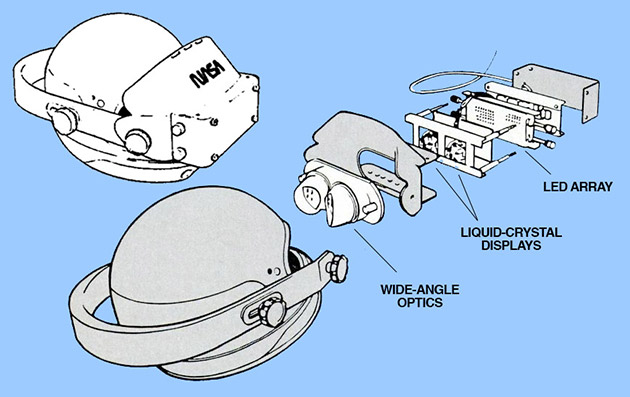 NASA
LED ARRAY
LIQUID-CRYSTAL
DISPLAYS
WIDE-ANGLE
OPTICS